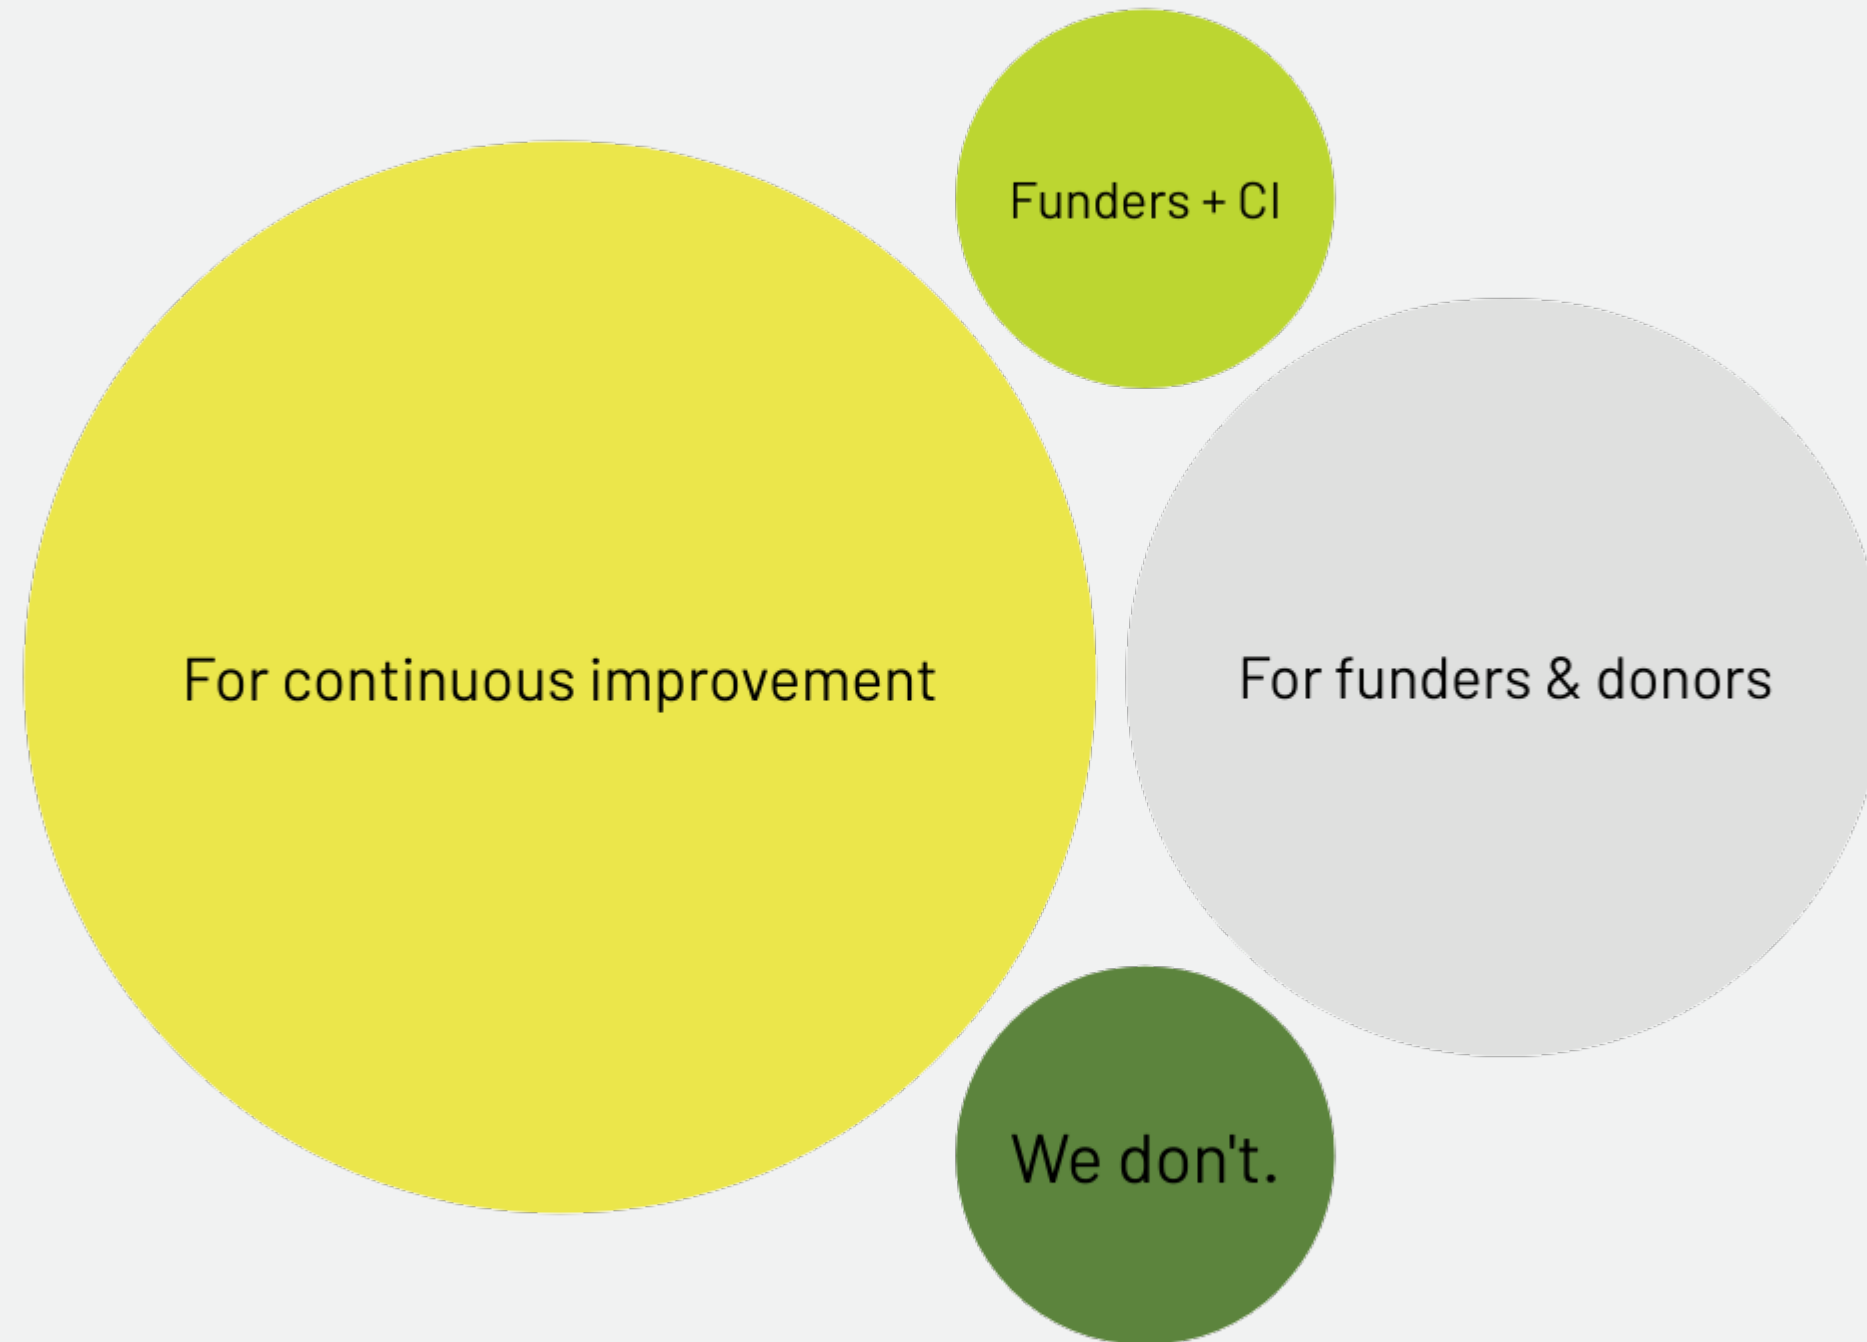 Funders + CI
For continuous improvement
For funders & donors
We don't.